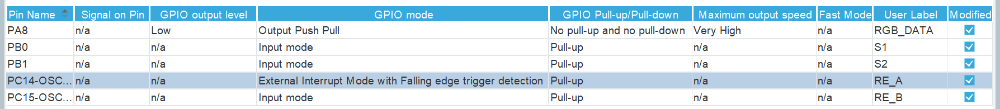 Pin Name Signal on Pin GPIO output level GPIO mode GPIO Pull-up/Pull-down Maximum output speed Fast Mode User Label Modified
PA8 n/a Low Output Push Pull No pull-up and no pull-down Very High n/a RGB_DATA
PB0 n/a n/a Input mode Pull-up n/a n/a S1
PB1 n/a n/a Input mode Pull-up n/a n/a S2
PC14-OSC... n/a n/a External Interrupt Mode with Falling edge trigger detection Pull-up n/a n/a RE_A
PC15-OSC... n/a n/a Input mode Pull-up n/a n/a RE_B